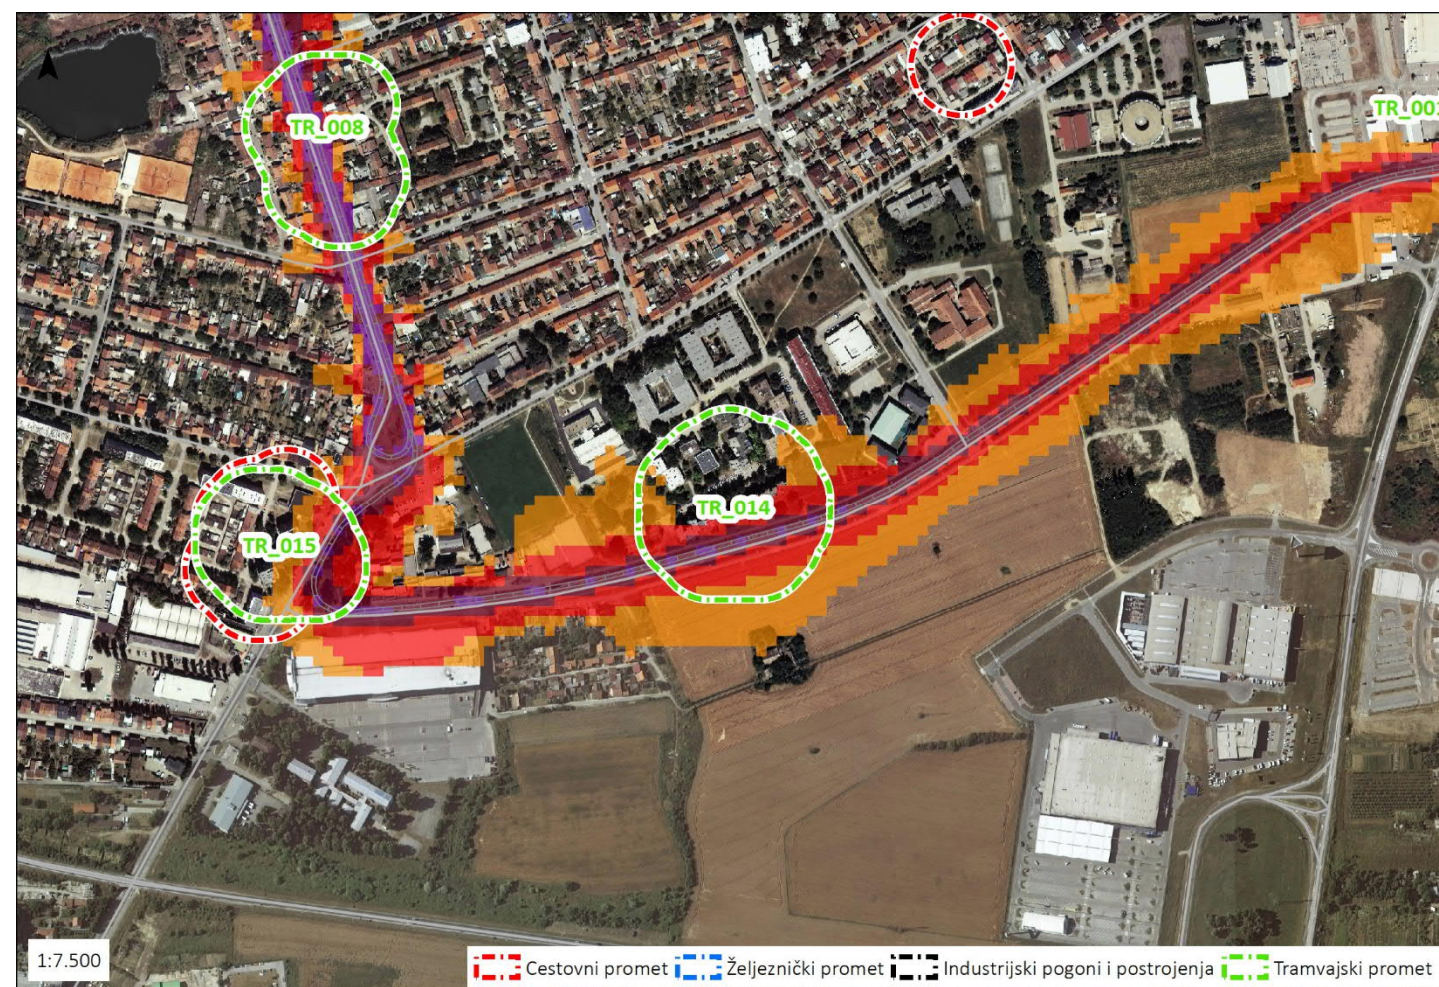 TR_008
TR_001
TR_014
TR_015
1:7.500
Cestovni promet Željeznički promet Industrijski pogoni i postrojenja Tramvajski promet